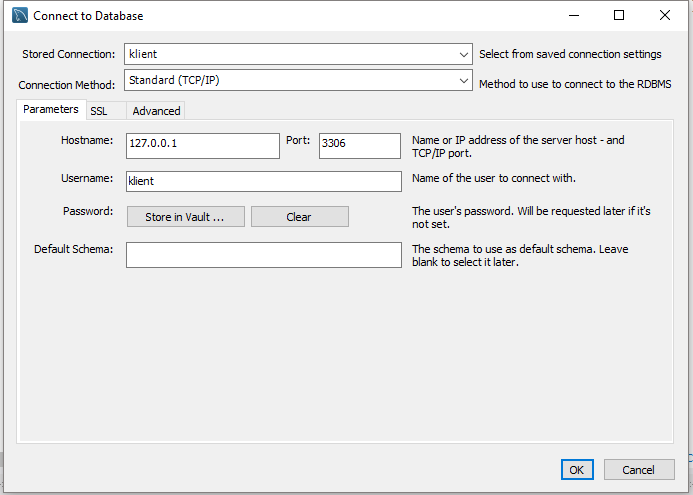 Connect to Database
Stored Connection: klient Select from saved connection settings
Connection Method: Standard (TCP/IP) Method to use to connect to the RDBMS
Parameters SSL Advanced
Hostname: 127.0.0.1 Port: 3306 Name or IP address of the server host - and
TCP/IP port.
Username: klient Name of the user to connect with.
Password: Store in Vault ... Clear The user's password. Will be requested later if it's
not set.
Default Schema: The schema to use as default schema. Leave
blank to select it later.
OK Cancel